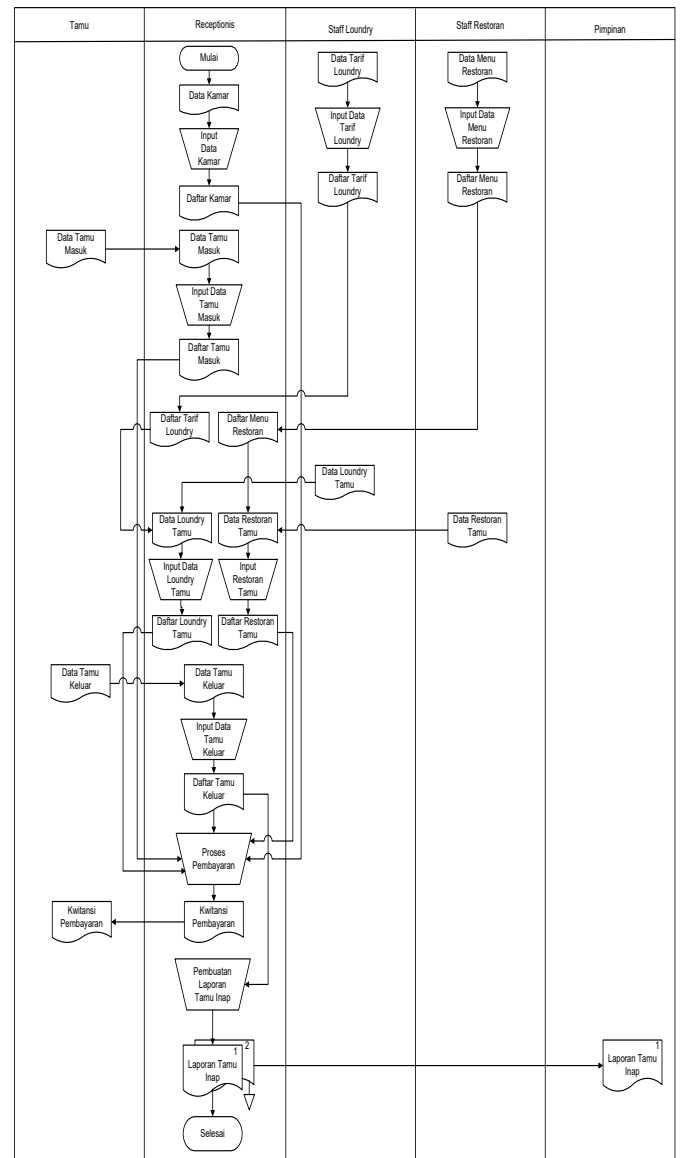 Tamu
Receptionis
Staff Loundry
Staff Restoran
Pimpinan
Mulai
Data Tarif
Loundry
Data Menu
Restoran
Data Kamar
Input
Data
Kamar
Input Data
Tarif
Loundry
Input Data
Menu
Restoran
Daftar Kamar
Daftar Tarif
Loundry
Daftar Menu
Restoran
Data Tamu
Masuk
Data Tamu
Masuk
Input Data
Tamu
Masuk
Daftar Tamu
Masuk
Daftar Tarif
Loundry
Daftar Menu
Restoran
Data Loundry
Tamu
Data Loundry
Tamu
Data Restoran
Tamu
Data Restoran
Tamu
Input Data
Loundry
Tamu
Input
Restoran
Tamu
Daftar Loundry
Tamu
Daftar Restoran
Tamu
Data Tamu
Keluar
Data Tamu
Keluar
Input Data
Tamu
Keluar
Daftar Tamu
Keluar
Proses
Pembayaran
Kwitansi
Pembayaran
Kwitansi
Pembayaran
Pembuatan
Laporan
Tamu Inap
2
1
Laporan Tamu
Inap
1
Laporan Tamu
Inap
Selesai